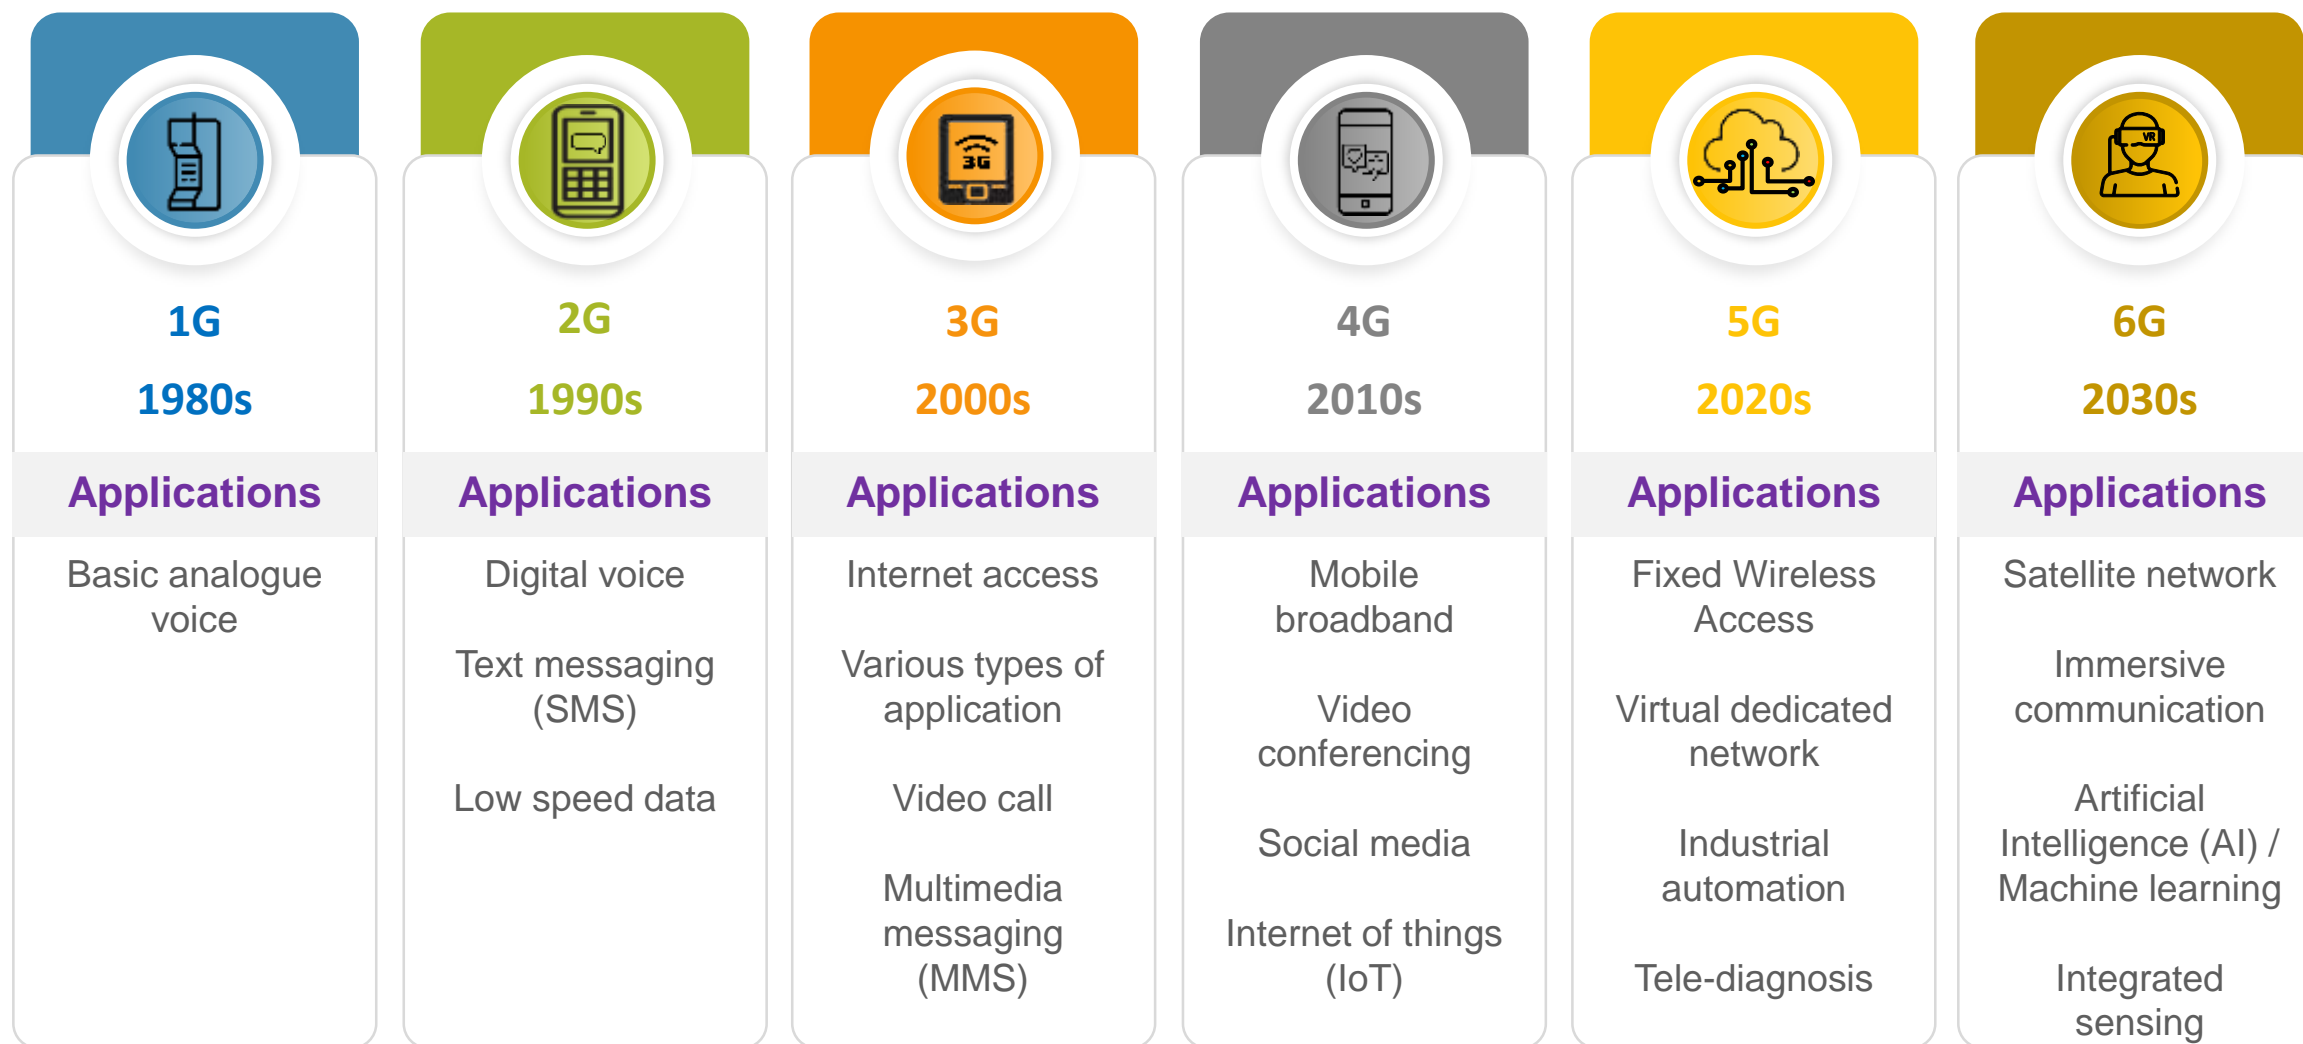 3G
VR
1G
1980s
Applications
Basic analogue
voice
2G
1990s
Applications
Digital voice
Text messaging
(SMS)
Low speed data
3G
2000s
Applications
Internet access
Various types of
application
Video call
Multimedia
messaging
(MMS)
4G
2010s
Applications
Mobile
broadband
Video
conferencing
Social media
Internet of things
(IoT)
5G
2020s
Applications
Fixed Wireless
Access
Virtual dedicated
network
Industrial
automation
Tele-diagnosis
6G
2030s
Applications
Satellite network
Immersive
communication
Artificial
Intelligence (AI) /
Machine learning
Integrated
sensing